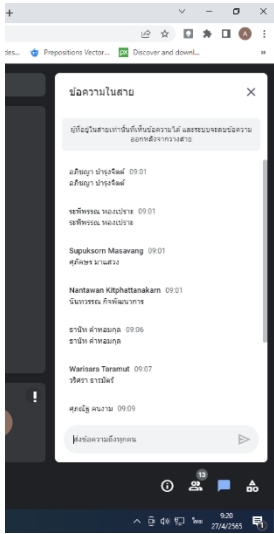 des...
Prepositions Vector...
Discover and downl...
ข้อความในสาย
ผู้ที่อยู่ในสายเท่านั้นที่เห็นข้อความได้ และระบบจะลบข้อความ
ออกหลังจากวางสาย
อภิชญา บำรุงจิตต์ 09:01
อภิชญา บำรุงจิตต์
ระพีพรรณ ทองเปราะ 09:01
ระพีพรรณ ทองเปราะ
Supuksorn Masavang 09:01
ศุภัคษร มาแสวง
Nantawan Kitphattanakarn 09:01
นันทวรรณ กิจพัฒนาการ
ธานัท คำหอมกุล 09:06
ธานัท คำหอมกุล
Warisara Taramut 09:07
วริศรา ธารมัตร์
ศุภณัฐ คนงาม 09:09
ส่งข้อความถึงทุกคน
13
ไทย
9:20
27/4/2565